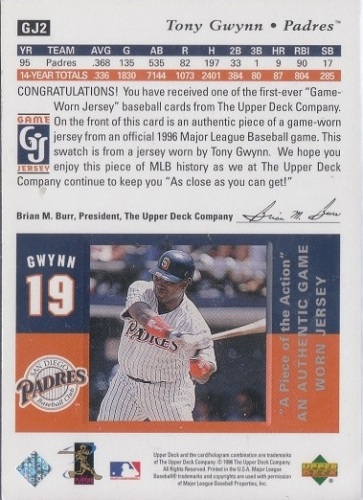 GJ2
Tony Gwynn • Padres™
YR TEAM AVG G AB R H 2B 3B HR RBI SB
95 Padres .368 135 535 82 197 33 1 9 90 17
14-YEAR TOTALS .336 1830 7144 1073 2401 384 80 87 804 285
CONGRATULATIONS! You have received one of the first-ever "Game-
Worn Jersey" baseball cards from The Upper Deck Company.
On the front of this card is an authentic piece of a game-worn
jersey from an official 1996 Major League Baseball game. This
swatch is from a jersey worn by Tony Gwynn. We hope you
enjoy this piece of MLB history as we at The Upper Deck
Company continue to keep you "As close as you can get!"
GAME
GJ
JERSEY
Brian M. Burr, President, The Upper Deck Company
Brian M. Burr
GWYNN
19
SAN DIEGO
PADRES
Baseball Club
PADRES
"A Piece of the Action"
AN AUTHENTIC GAME
WORN JERSEY
Upper Deck and the card/hologram combination are trademarks
of The Upper Deck Company. © 1996 The Upper Deck Company.
All Rights Reserved. Printed in the U.S.A. Major League
Baseball trademarks and copyrights are used with permission
of Major League Baseball Properties, Inc.
UPPER DECK